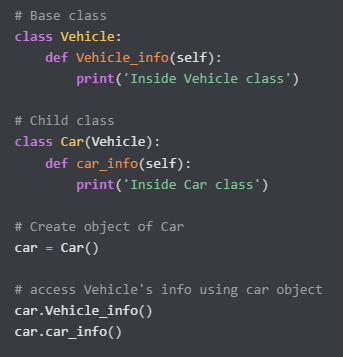 # Base class
class Vehicle:
    def Vehicle_info(self):
        print('Inside Vehicle class')

# Child class
class Car(Vehicle):
    def car_info(self):
        print('Inside Car class')

# Create object of Car
car = Car()

# access Vehicle's info using car object
car.Vehicle_info()
car.car_info()